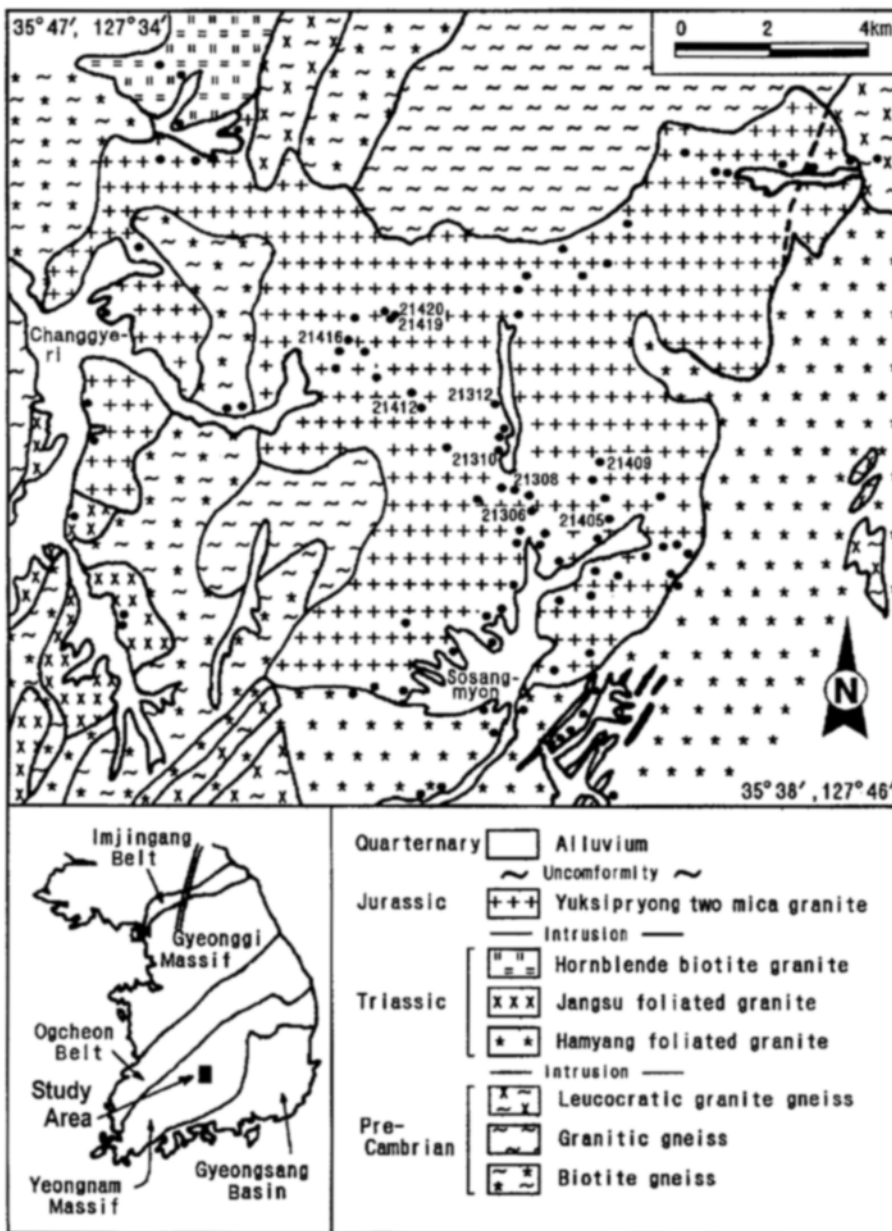 35°47′, 127°34′
0 2 4km
Changgye-
ri
21420
21419
21416
21412
21312
21310
21409
21308
21306
21405
Sosang-
myon
N
35°38′, 127°46′
Imjingang
Belt
Gyeonggi
Massif
Ogcheon
Belt
Study
Area
Yeongnam
Massif
Gyeongsang
Basin
Quarternary Alluvium
~ Uncomformity ~
Jurassic Yuksipryong two mica granite
Intrusion
Hornblende biotite granite
Triassic Jangsu foliated granite
Hamyang foliated granite
Intrusion
Leucocratic granite gneiss
Pre-
Cambrian Granitic gneiss
Biotite gneiss